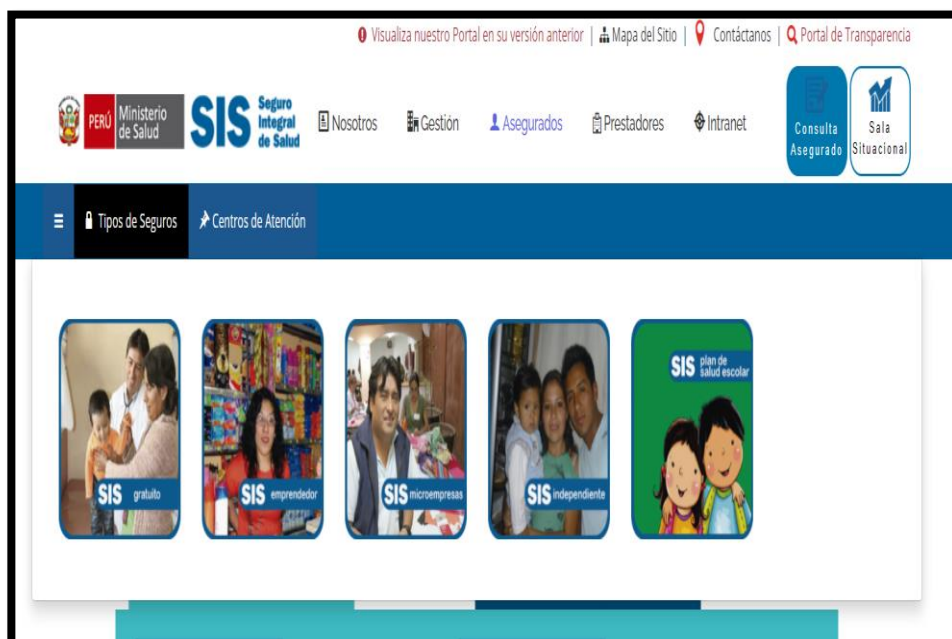 Visualiza nuestro Portal en su versión anterior | Mapa del Sitio | Contáctanos | Portal de Transparencia
PERÚ
Ministerio
de Salud
SIS
Seguro
Integral
de Salud
Nosotros
Gestión
Asegurados
Prestadores
Intranet
Consulta
Asegurado
Sala
Situacional
Tipos de Seguros
Centros de Atención
SIS gratuito
SIS emprendedor
SIS microempresas
SIS independiente
SIS plan de
salud escolar